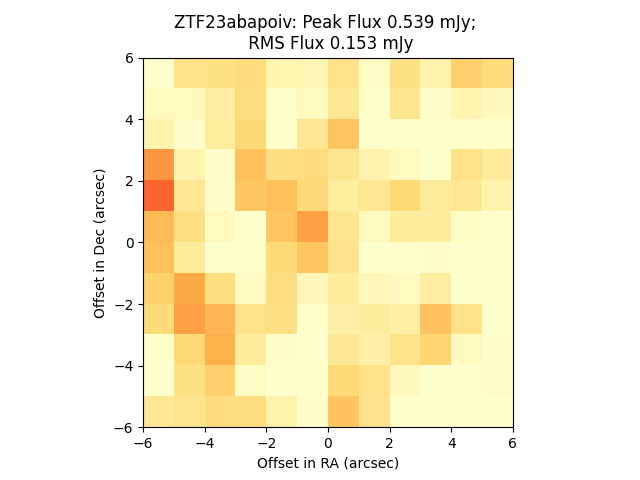 ZTF23abapoiv: Peak Flux 0.539 mJy;
RMS Flux 0.153 mJy
6
4
2
0
−2
−4
−6
Offset in Dec (arcsec)
−6 −4 −2 0 2 4 6
Offset in RA (arcsec)